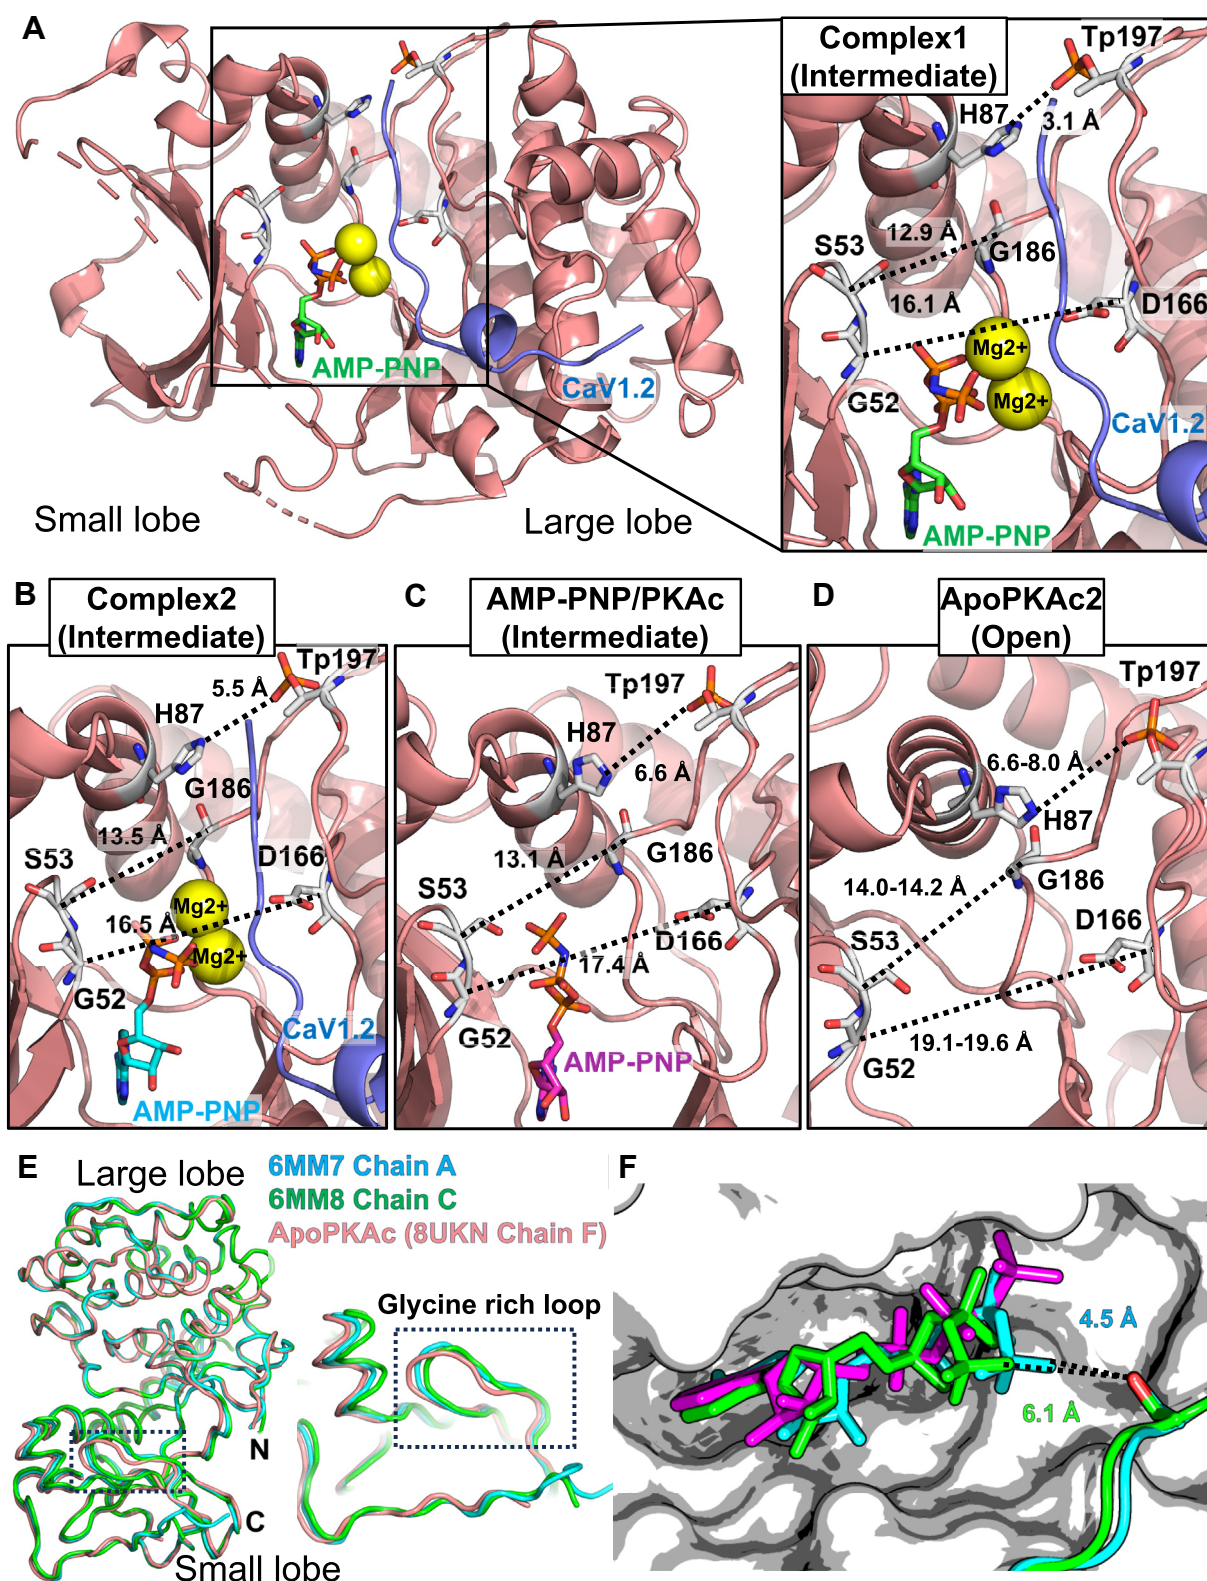 A
AMP-PNP
CaV1.2
Small lobe
Large lobe
Complex1
(Intermediate)
Tp197
H87
3.1 Å
12.9 Å
S53
G186
16.1 Å
D166
Mg2+
Mg2+
G52
CaV1.2
AMP-PNP
B
Complex2
(Intermediate)
Tp197
5.5 Å
H87
G186
13.5 Å
S53
D166
Mg2+
16.5 Å
Mg2+
G52
CaV1.2
AMP-PNP
C
AMP-PNP/PKAc
(Intermediate)
Tp197
H87
6.6 Å
13.1 Å
G186
S53
D166
17.4 Å
G52
AMP-PNP
D
ApoPKAc2
(Open)
Tp197
6.6-8.0 Å
H87
G186
14.0-14.2 Å
D166
S53
19.1-19.6 Å
G52
E
Large lobe
6MM7 Chain A
6MM8 Chain C
ApoPKAc (8UKN Chain F)
Glycine rich loop
N
C
Small lobe
F
4.5 Å
6.1 Å